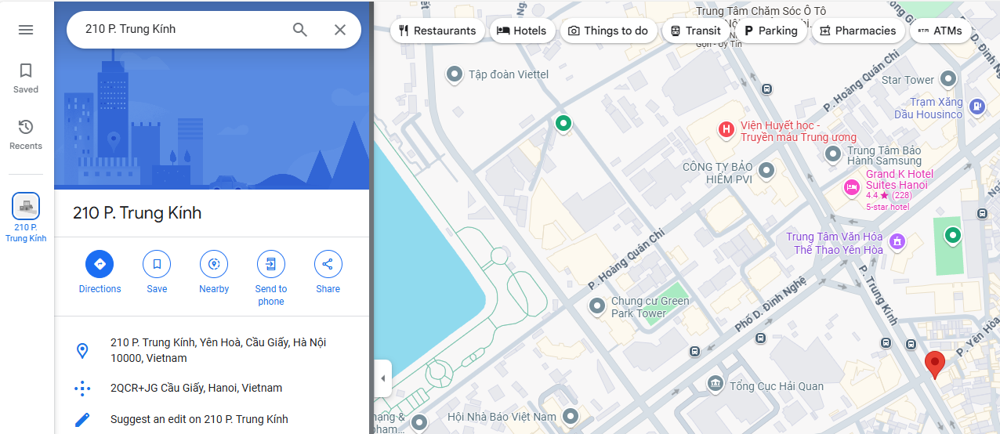 210 P. Trung Kính
Saved
Recents
210 P.
Trung Kính
210 P. Trung Kính
Directions
Save
Nearby
Send to
phone
Share
210 P. Trung Kính, Yên Hoà, Cầu Giấy, Hà Nội
10000, Vietnam
2QCR+JG Cầu Giấy, Hanoi, Vietnam
Suggest an edit on 210 P. Trung Kính
Restaurants
Hotels
Things to do
Transit
Parking
Pharmacies
ATMs
Trung Tâm Chăm Sóc Ô Tô
Gọn - Uy Tín
Tập đoàn Viettel
P. Hoàng Quán Chi
Star Tower
Trạm Xăng
Dầu Housinco
Viện Huyết học -
Truyền máu Trung ương
Trung Tâm Bảo
Hành Samsung
CÔNG TY BẢO
HIỂM PVI
Grand K Hotel
Suites Hanoi
4.4 ★ (228)
5-star hotel
Trung Tâm Văn Hóa
Thể Thao Yên Hòa
P. Hoàng Quán Chi
P. Trung Kính
Phố D. Đình Nghệ
Chung cư Green
Park Tower
P. Yên Hòa
Tổng Cục Hải Quan
Hội Nhà Báo Việt Nam